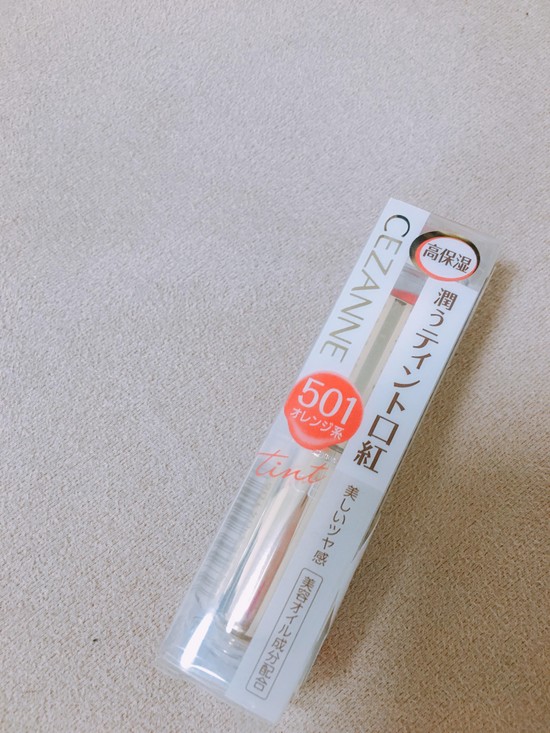 CEZANNE
高保湿
潤うティント口紅
501
オレンジ系
tint
美しいツヤ感
美容オイル成分配合